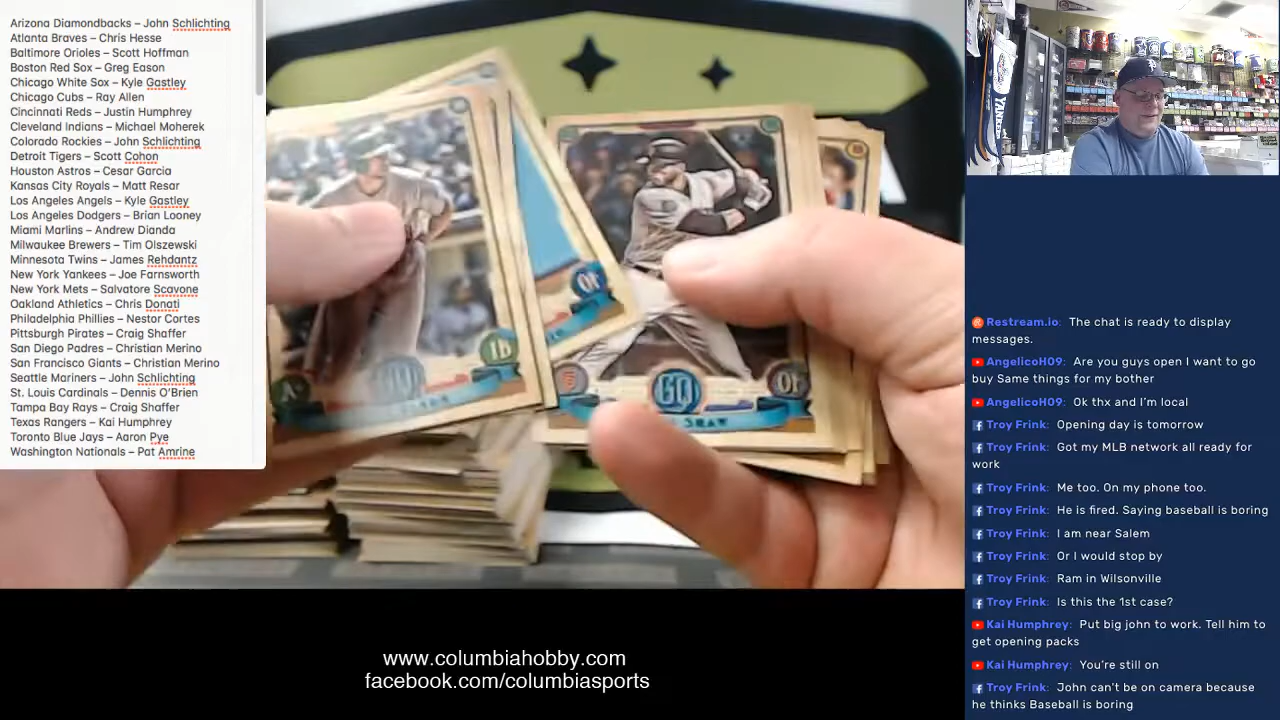 Arizona Diamondbacks – John Schlichting
Atlanta Braves – Chris Hesse
Baltimore Orioles – Scott Hoffman
Boston Red Sox – Greg Eason
Chicago White Sox – Kyle Gastley
Chicago Cubs – Ray Allen
Cincinnati Reds – Justin Humphrey
Cleveland Indians – Michael Moherek
Colorado Rockies – John Schlichting
Detroit Tigers – Scott Cohon
Houston Astros – Cesar Garcia
Kansas City Royals – Matt Resar
Los Angeles Angels – Kyle Gastley
Los Angeles Dodgers – Brian Looney
Miami Marlins – Andrew Dianda
Milwaukee Brewers – Tim Olszewski
Minnesota Twins – James Rehdantz
New York Yankees – Joe Farnsworth
New York Mets – Salvatore Scavone
Oakland Athletics – Chris Donati
Philadelphia Phillies – Nestor Cortes
Pittsburgh Pirates – Craig Shaffer
San Diego Padres – Christian Merino
San Francisco Giants – Christian Merino
Seattle Mariners – John Schlichting
St. Louis Cardinals – Dennis O'Brien
Tampa Bay Rays – Craig Shaffer
Texas Rangers – Kai Humphrey
Toronto Blue Jays – Aaron Pye
Washington Nationals – Pat Amrine
1B
OF
GQ
OF
SHAW
www.columbiahobby.com
facebook.com/columbiasports
Restream.io: The chat is ready to display
messages.
AngelicoH09: Are you guys open I want to go
buy Same things for my bother
AngelicoH09: Ok thx and I'm local
Troy Frink: Opening day is tomorrow
Troy Frink: Got my MLB network all ready for
work
Troy Frink: Me too. On my phone too.
Troy Frink: He is fired. Saying baseball is boring
Troy Frink: I am near Salem
Troy Frink: Or I would stop by
Troy Frink: Ram in Wilsonville
Troy Frink: Is this the 1st case?
Kai Humphrey: Put big john to work. Tell him to
get opening packs
Kai Humphrey: You're still on
Troy Frink: John can't be on camera because
he thinks Baseball is boring